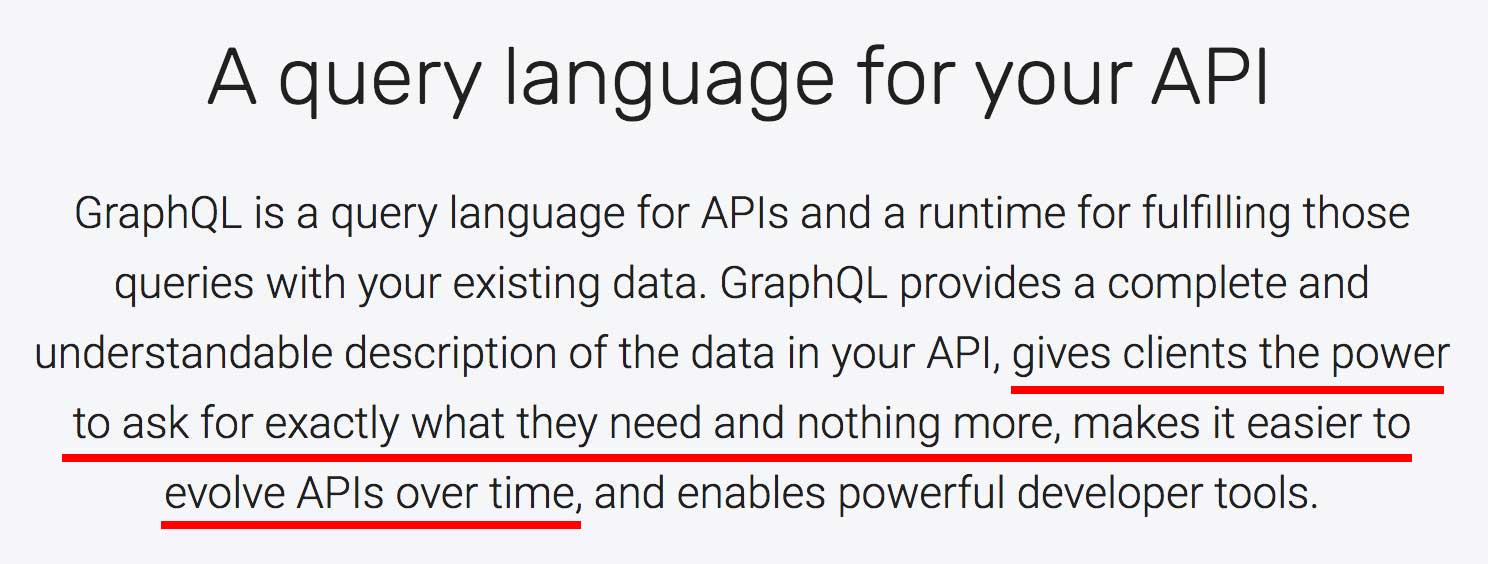 A query language for your API
GraphQL is a query language for APIs and a runtime for fulfilling those
queries with your existing data. GraphQL provides a complete and
understandable description of the data in your API, gives clients the power
to ask for exactly what they need and nothing more, makes it easier to
evolve APIs over time, and enables powerful developer tools.